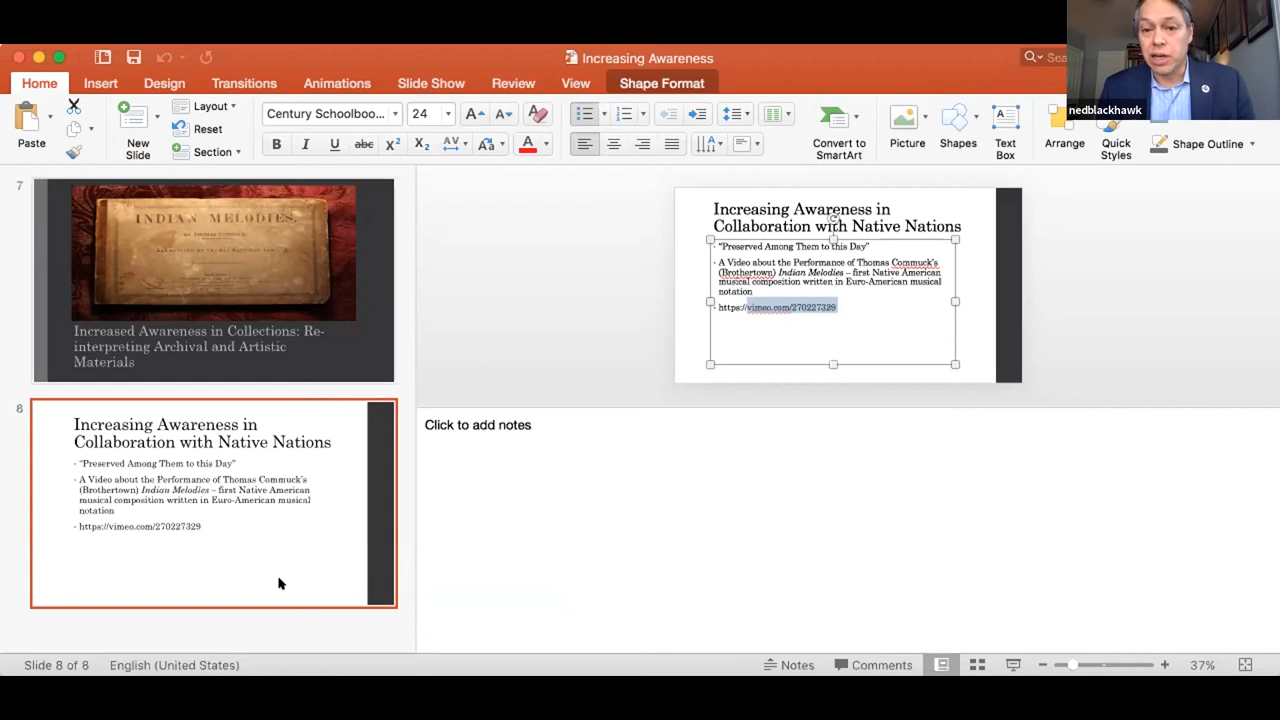 Increasing Awareness
Sea
nedblackhawk
Home
Insert
Design
Transitions
Animations
Slide Show
Review
View
Shape Format
Paste
New
Slide
Layout
Reset
Section
Century Schoolboo...
24
B
I
U
abc
X²
X₂
AV
Aa
A
Convert to
SmartArt
Picture
Shapes
Text
Box
Arrange
Quick
Styles
Shape Outline
7
INDIAN MELODIES.
Increased Awareness in Collections: Re-
interpreting Archival and Artistic
Materials
8
Increasing Awareness in
Collaboration with Native Nations
"Preserved Among Them to this Day"
A Video about the Performance of Thomas Commuck's
(Brothertown) Indian Melodies – first Native American
musical composition written in Euro-American musical
notation
https://vimeo.com/270227329
Increasing Awareness in
Collaboration with Native Nations
"Preserved Among Them to this Day"
A Video about the Performance of Thomas Commuck's
(Brothertown) Indian Melodies – first Native American
musical composition written in Euro-American musical
notation
https://vimeo.com/270227329
Click to add notes
Slide 8 of 8
English (United States)
Notes
Comments
37%